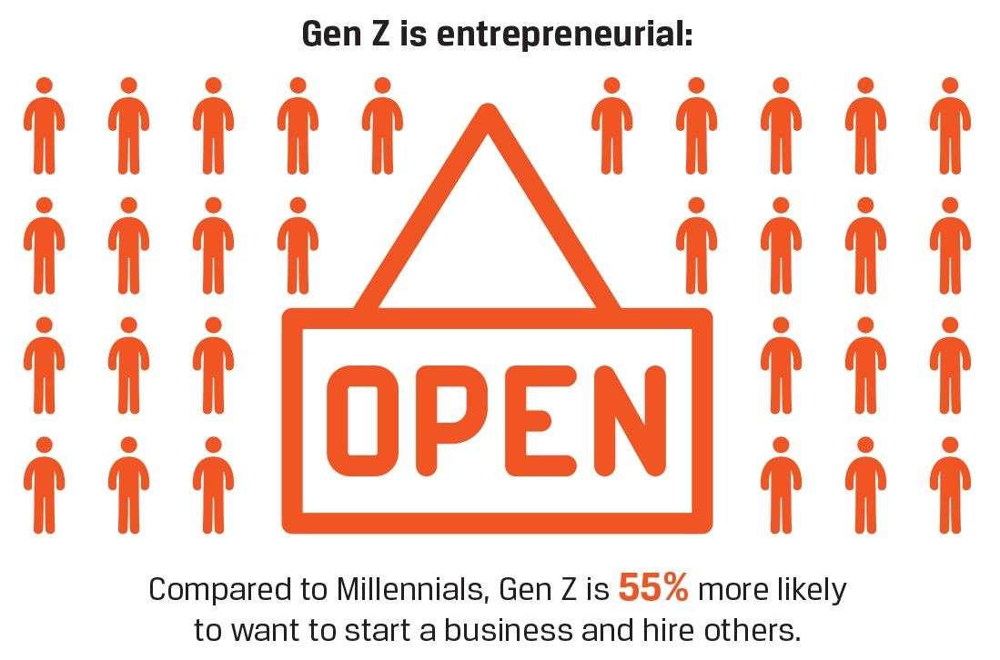 Gen Z is entrepreneurial:
OPEN
Compared to Millennials, Gen Z is 55% more likely
to want to start a business and hire others.